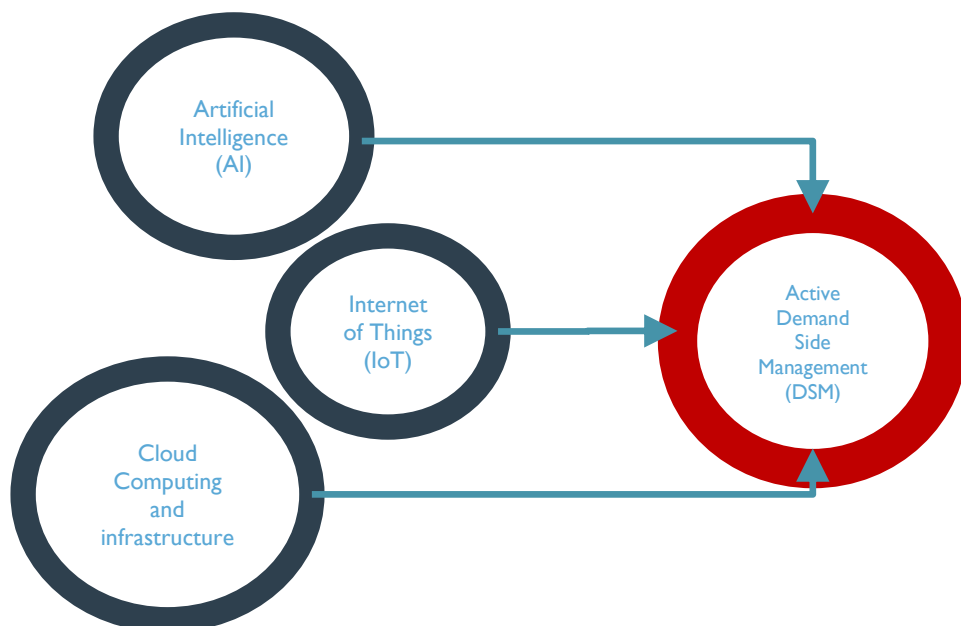 Artificial
Intelligence
(AI)
Internet
of Things
(IoT)
Active
Demand
Side
Management
(DSM)
Cloud
Computing
and
infrastructure